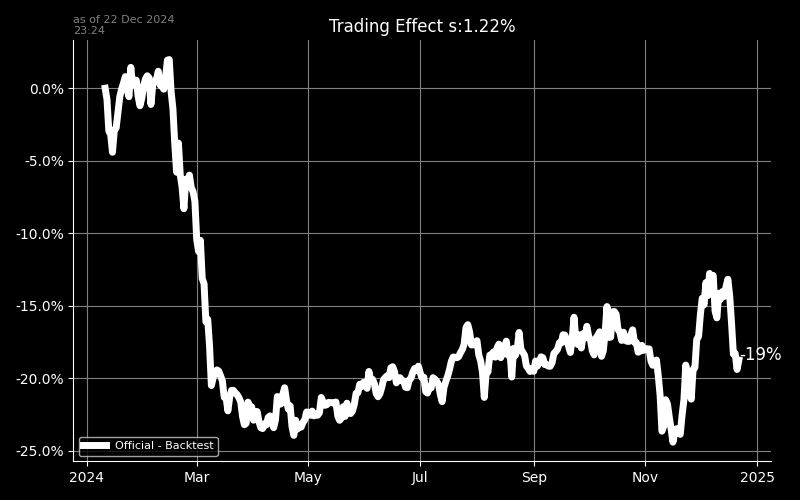 as of 22 Dec 2024
23:24
Trading Effect s:1.22%
0.0%
-5.0%
-10.0%
-15.0%
-19%
-20.0%
Official - Backtest
-25.0%
2024 Mar May Jul Sep Nov 2025